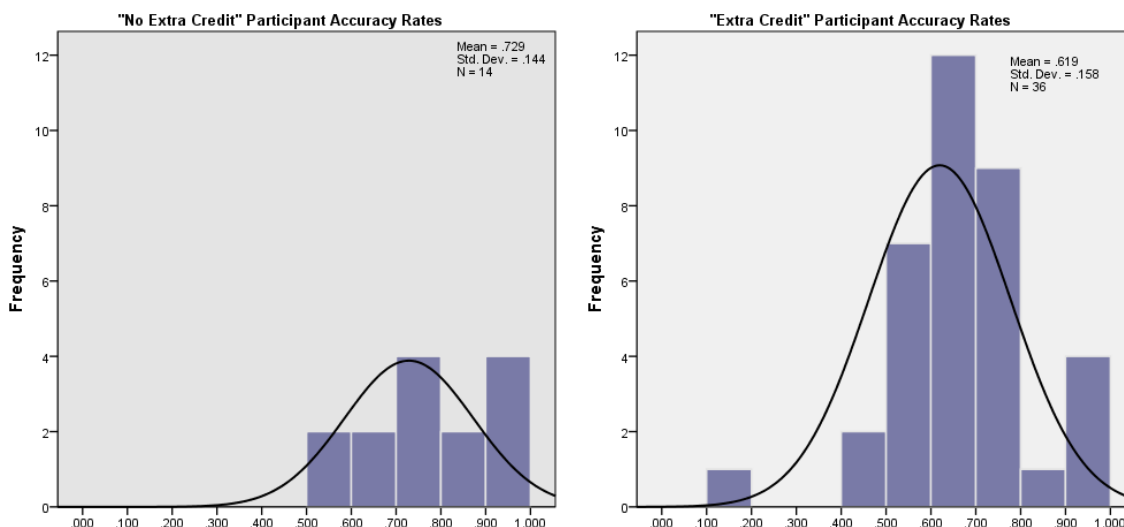 "No Extra Credit" Participant Accuracy Rates
Mean = .729
Std. Dev. = .144
N = 14
12
10
8
6
4
2
0
Frequency
.000 .100 .200 .300 .400 .500 .600 .700 .800 .900 1.000
"Extra Credit" Participant Accuracy Rates
Mean = .619
Std. Dev. = .158
N = 36
12
10
8
6
4
2
0
Frequency
.000 .100 .200 .300 .400 .500 .600 .700 .800 .900 1.000